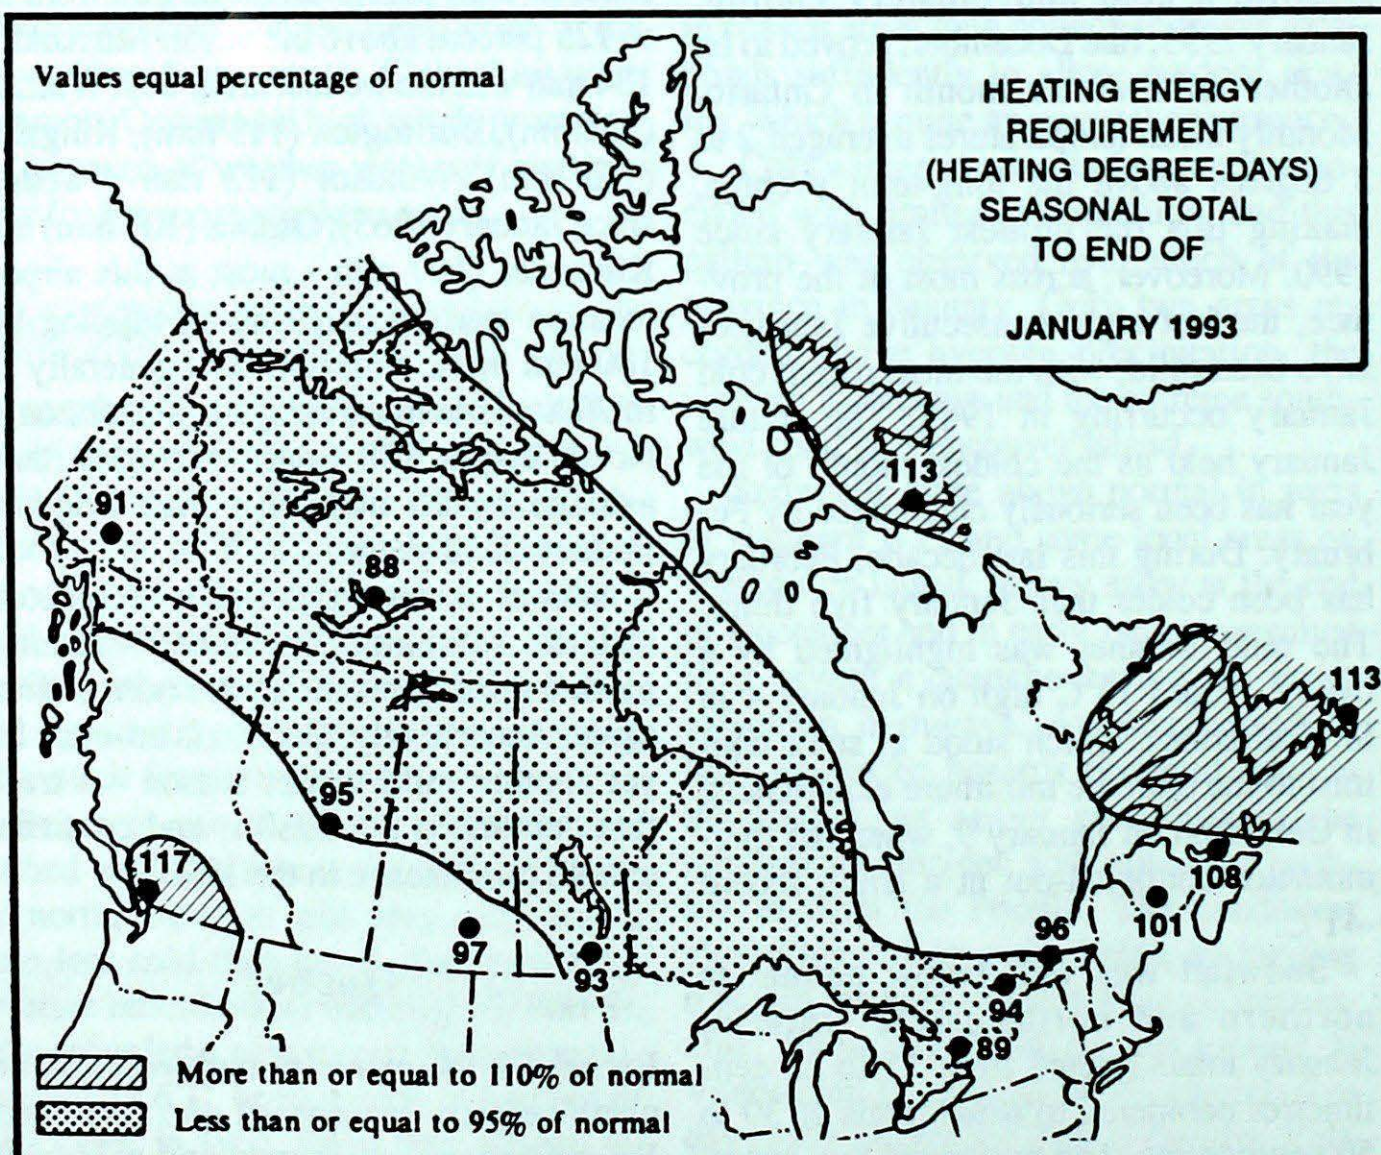 Values equal percentage of normal
HEATING ENERGY
REQUIREMENT
(HEATING DEGREE-DAYS)
SEASONAL TOTAL
TO END OF
JANUARY 1993
113
91
88
113
95
117
108
101
97
96
93
94
89
More than or equal to 110% of normal
Less than or equal to 95% of normal